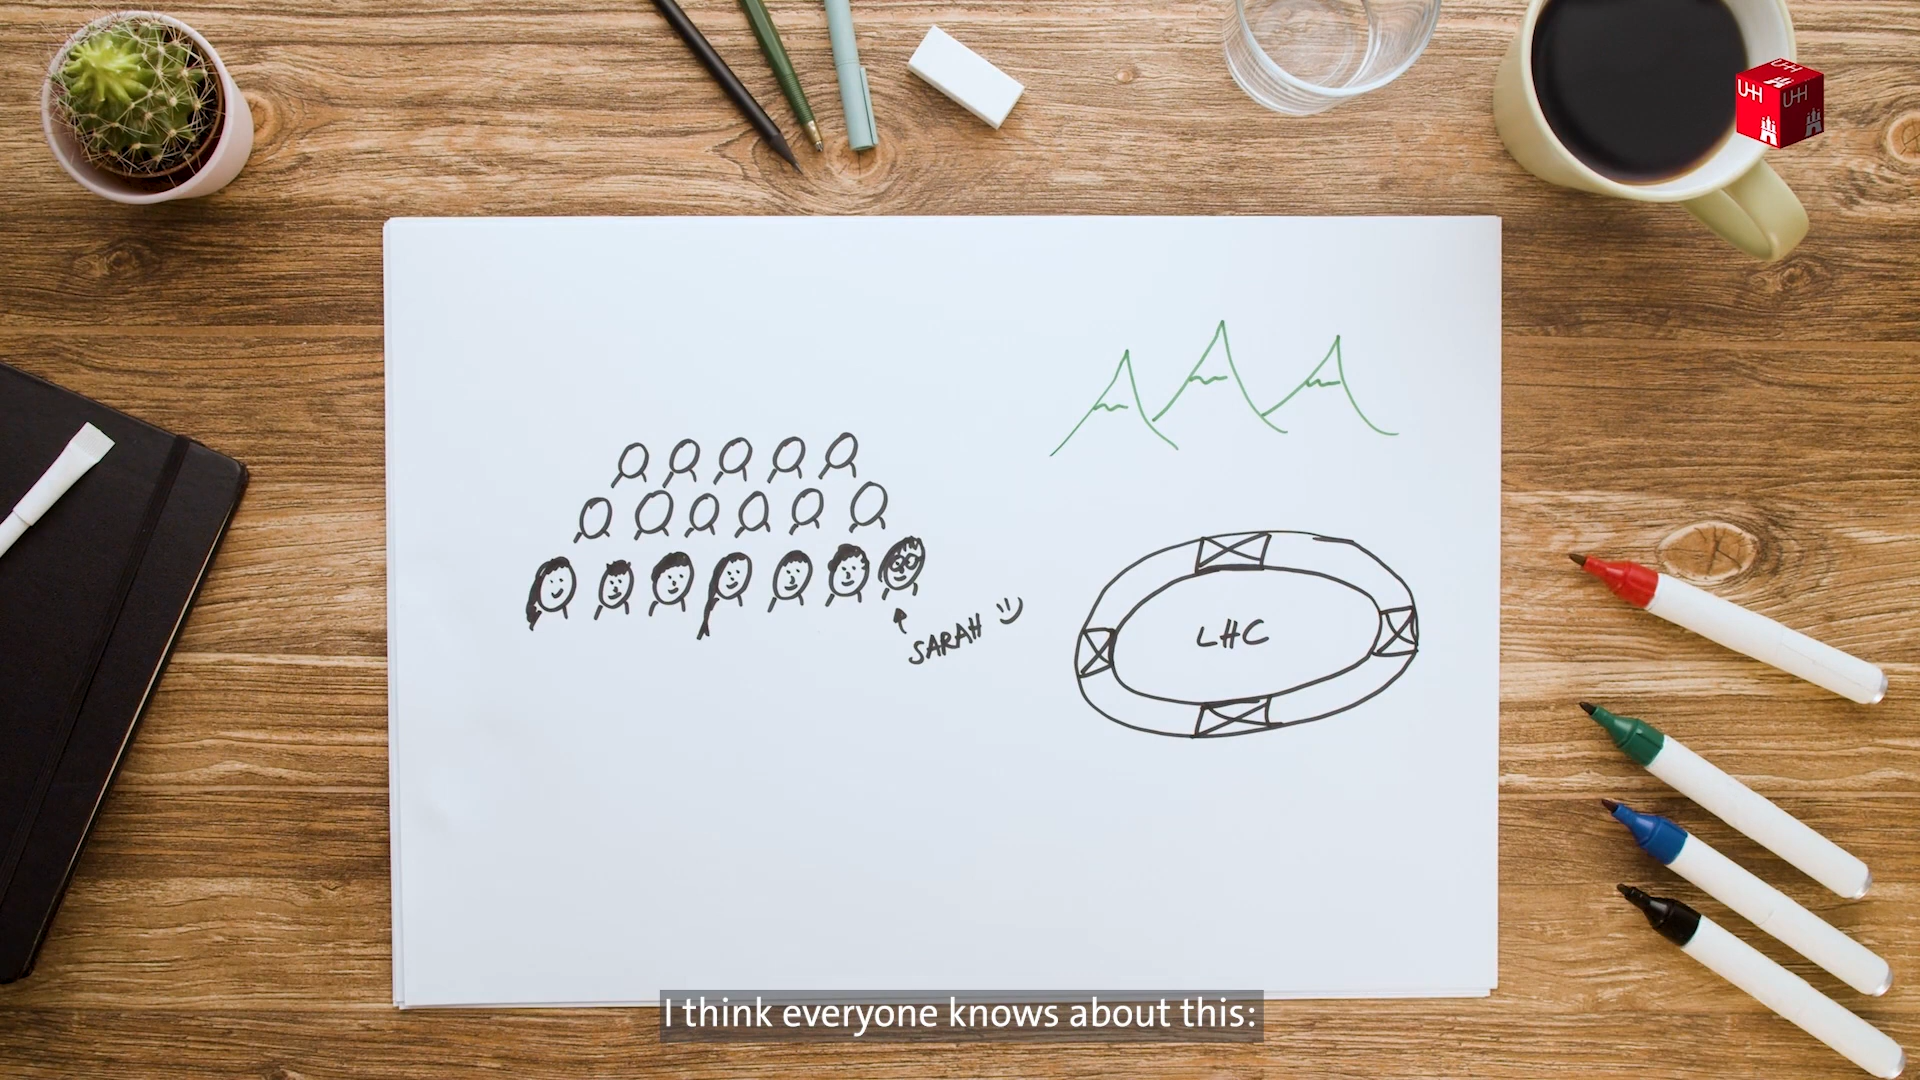 UHH
UHH
UHH
SARAH
LHC
I think everyone knows about this: